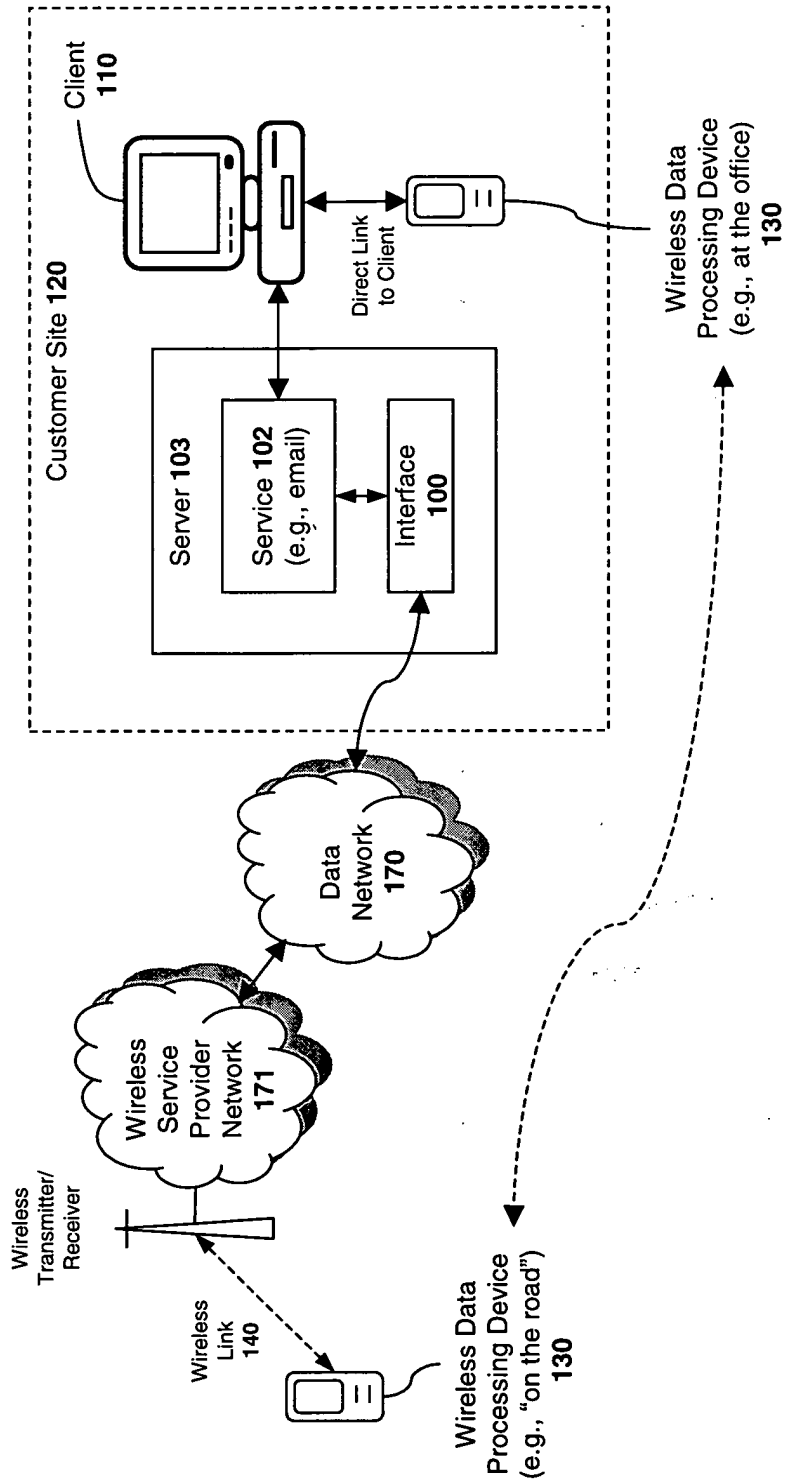 Customer Site 120
Client
110
Server 103
Service 102
(e.g., email)
Interface
100
Direct Link
to Client
Wireless Data
Processing Device
(e.g., at the office)
130
Data
Network
170
Wireless
Service
Provider
Network
171
Wireless
Transmitter/
Receiver
Wireless
Link
140
Wireless Data
Processing Device
(e.g., "on the road")
130